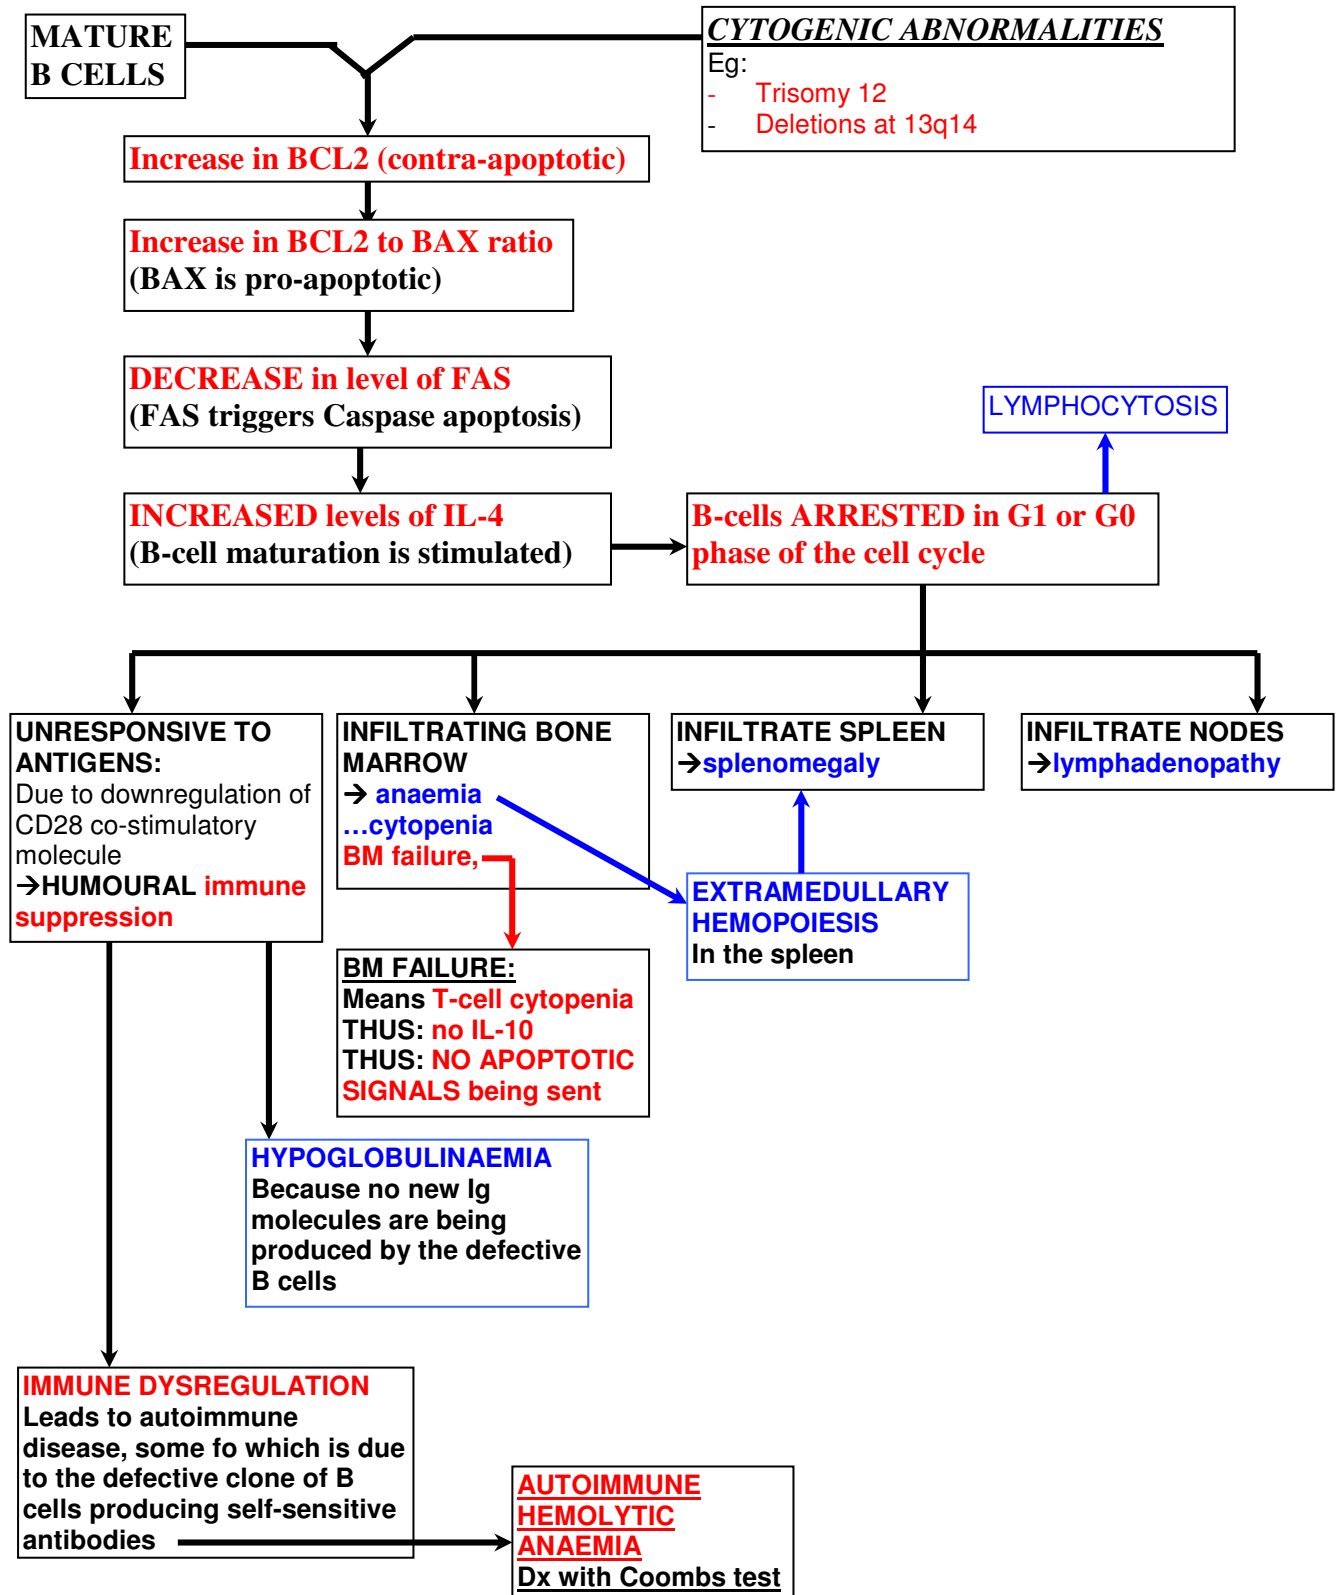 MATURE
B CELLS
CYTOGENIC ABNORMALITIES
Eg:
- Trisomy 12
- Deletions at 13q14
Increase in BCL2 (contra-apoptotic)
Increase in BCL2 to BAX ratio
(BAX is pro-apoptotic)
DECREASE in level of FAS
(FAS triggers Caspase apoptosis)
LYMPHOCYTOSIS
INCREASED levels of IL-4
(B-cell maturation is stimulated)
B-cells ARRESTED in G1 or G0
phase of the cell cycle
UNRESPONSIVE TO
ANTIGENS:
Due to downregulation of
CD28 co-stimulatory
molecule
→HUMOURAL immune
suppression
INFILTRATING BONE
MARROW
→ anaemia
…cytopenia
BM failure,
INFILTRATE SPLEEN
→splenomegaly
INFILTRATE NODES
→lymphadenopathy
EXTRAMEDULLARY
HEMOPOIESIS
In the spleen
BM FAILURE:
Means T-cell cytopenia
THUS: no IL-10
THUS: NO APOPTOTIC
SIGNALS being sent
HYPOGLOBULINAEMIA
Because no new Ig
molecules are being
produced by the defective
B cells
IMMUNE DYSREGULATION
Leads to autoimmune
disease, some fo which is due
to the defective clone of B
cells producing self-sensitive
antibodies
AUTOIMMUNE
HEMOLYTIC
ANAEMIA
Dx with Coombs test